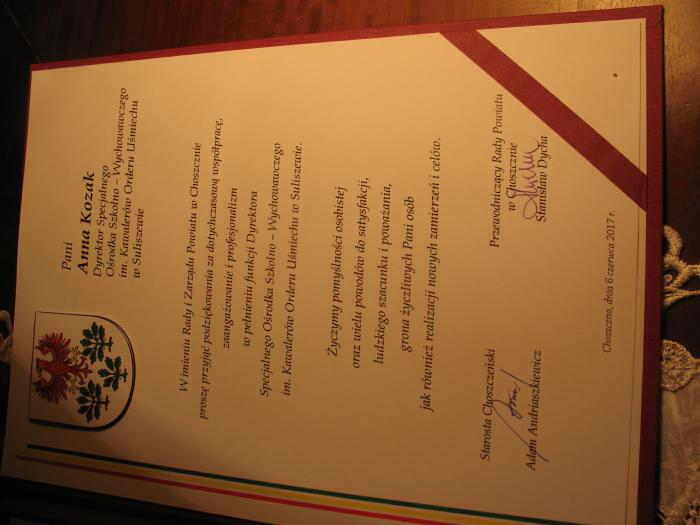 Pani
Anna Kozak
Dyrektor Specjalnego
Ośrodka Szkolno – Wychowawczego
im. Kawalerów Orderu Uśmiechu
w Suliszewie
W imieniu Rady i Zarządu Powiatu w Choszcznie
proszę przyjąć podziękowania za dotychczasową współpracę,
zaangażowanie i profesjonalizm
w pełnieniu funkcji Dyrektora
Specjalnego Ośrodka Szkolno – Wychowawczego
im. Kawalerów Orderu Uśmiechu w Suliszewie.
Życzymy pomyślności osobistej
oraz wielu powodów do satysfakcji,
ludzkiego szacunku i poważania,
grona życzliwych Pani osób
jak również realizacji nowych zamierzeń i celów.
Starosta Choszczeński
Adam Andriaszkiewicz
Przewodniczący Rady Powiatu
w Choszcznie
Stanisław Dycha
Choszczno, dnia 6 czerwca 2017 r.